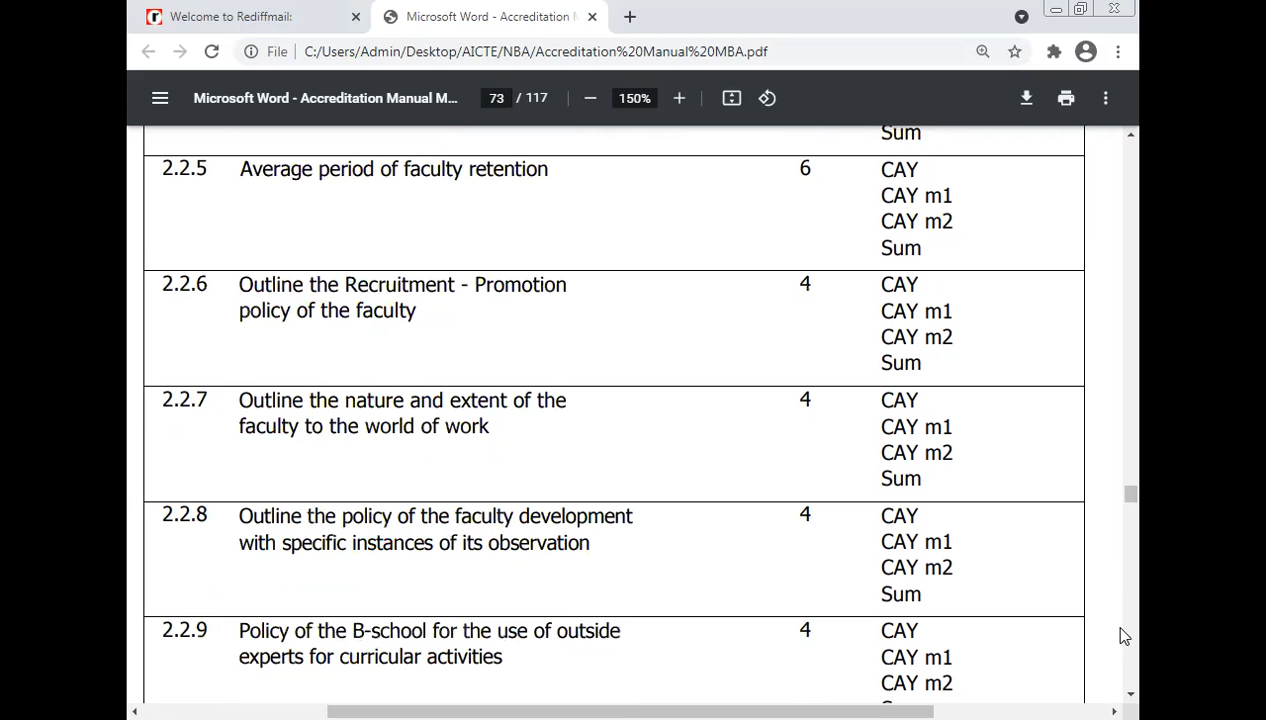 Welcome to Rediffmail:
Microsoft Word - Accreditation M
File C:/Users/Admin/Desktop/AICTE/NBA/Accreditation%20Manual%20MBA.pdf
Microsoft Word - Accreditation Manual M... 73 / 117 150%
Sum
2.2.5 Average period of faculty retention 6 CAY
CAY m1
CAY m2
Sum
2.2.6 Outline the Recruitment - Promotion 4 CAY
policy of the faculty CAY m1
CAY m2
Sum
2.2.7 Outline the nature and extent of the 4 CAY
faculty to the world of work CAY m1
CAY m2
Sum
2.2.8 Outline the policy of the faculty development 4 CAY
with specific instances of its observation CAY m1
CAY m2
Sum
2.2.9 Policy of the B-school for the use of outside 4 CAY
experts for curricular activities CAY m1
CAY m2